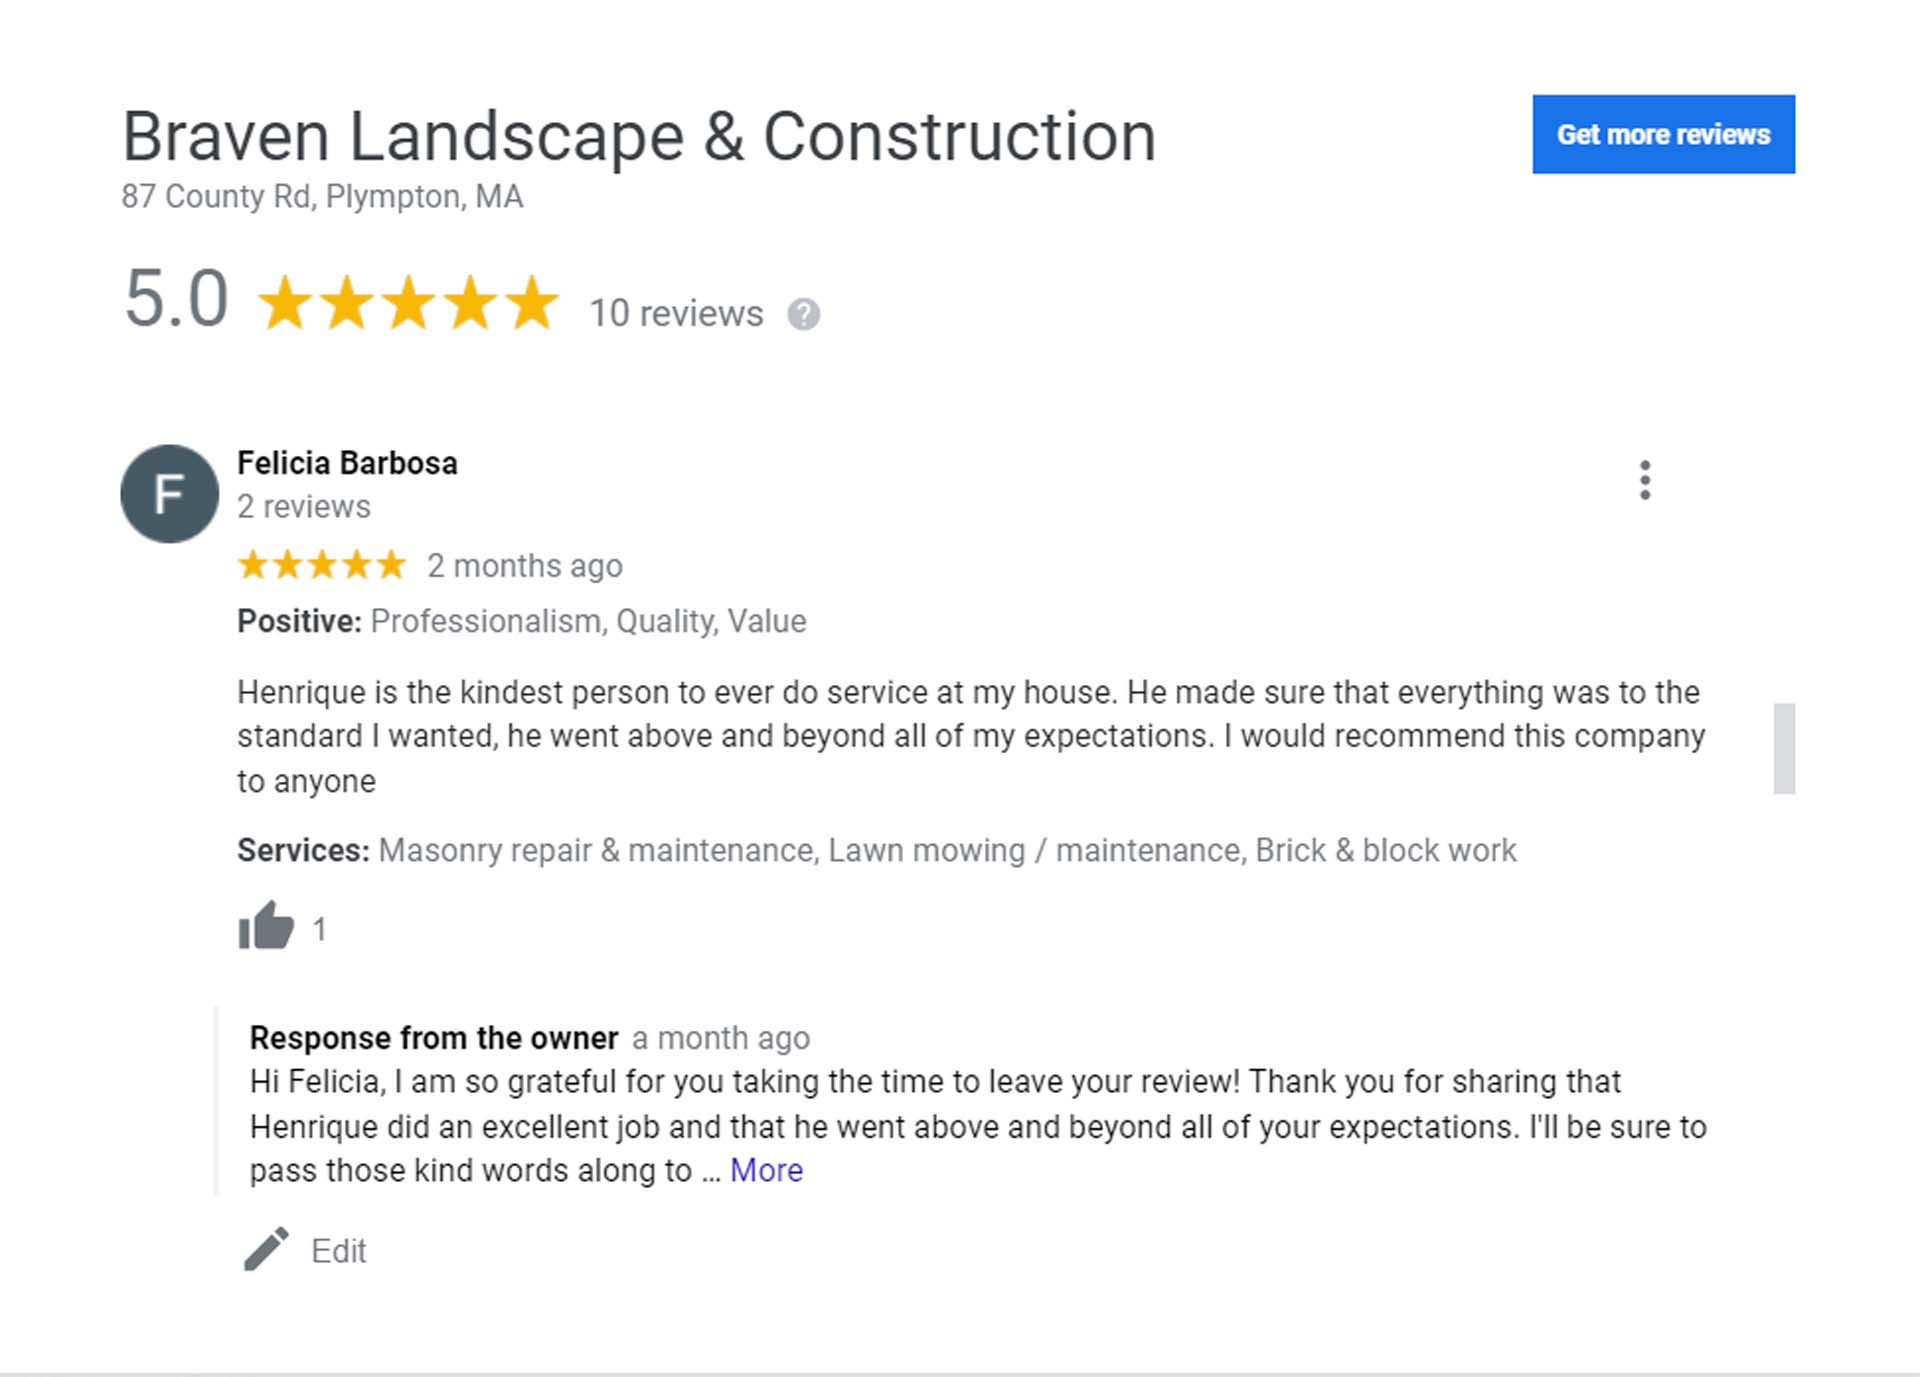 Braven Landscape & Construction
Get more reviews
87 County Rd, Plympton, MA
5.0 10 reviews ?
F
Felicia Barbosa
2 reviews
2 months ago
Positive: Professionalism, Quality, Value
Henrique is the kindest person to ever do service at my house. He made sure that everything was to the
standard I wanted, he went above and beyond all of my expectations. I would recommend this company
to anyone
Services: Masonry repair & maintenance, Lawn mowing / maintenance, Brick & block work
1
Response from the owner a month ago
Hi Felicia, I am so grateful for you taking the time to leave your review! Thank you for sharing that
Henrique did an excellent job and that he went above and beyond all of your expectations. I'll be sure to
pass those kind words along to ... More
Edit